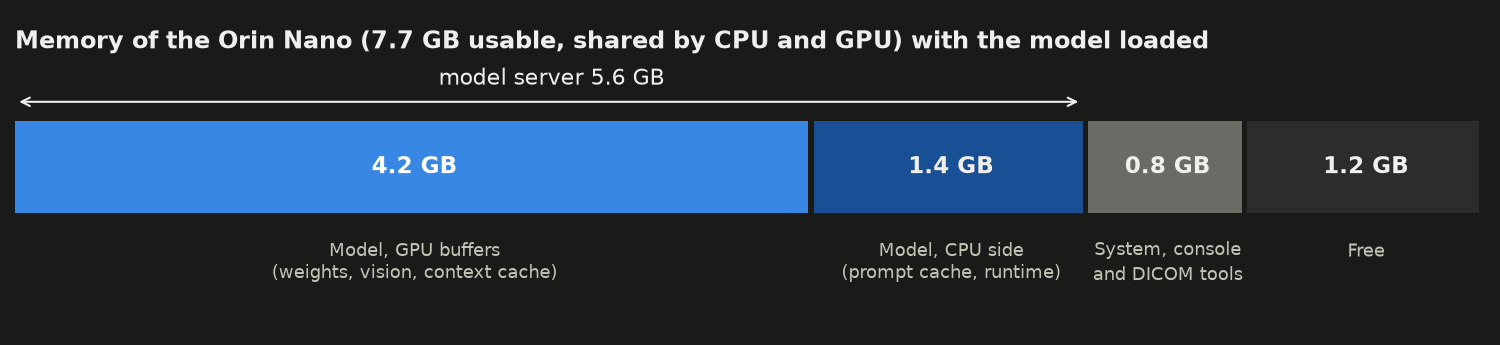 Memory of the Orin Nano (7.7 GB usable, shared by CPU and GPU) with the model loaded
model server 5.6 GB
4.2 GB
1.4 GB
0.8 GB
1.2 GB
Model, GPU buffers
(weights, vision, context cache)
Model, CPU side
(prompt cache, runtime)
System, console
and DICOM tools
Free